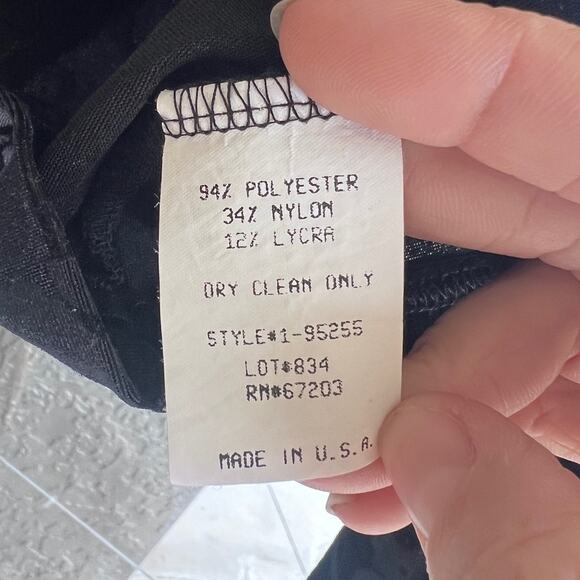 94% POLYESTER
34% NYLON
12% LYCRA
DRY CLEAN ONLY
STYLE#1-95255
LOT#834
RN#67203
MADE IN U.S.A.